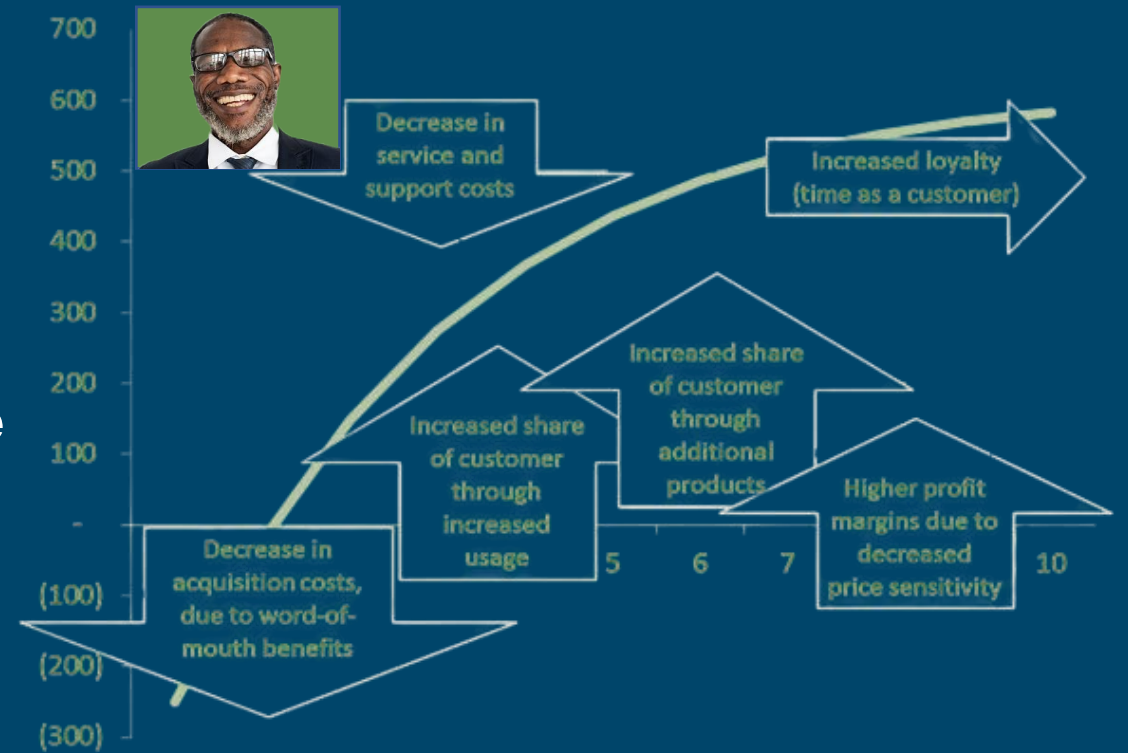 700
600
500
400
300
200
100
-
(100)
(200)
(300)
Decrease in
service and
support costs
Increased loyalty
(time as a customer)
Increased share
of customer
through
additional
products
Increased share
of customer
through
increased
usage
Higher profit
margins due to
decreased
price sensitivity
Decrease in
acquisition costs,
due to word-of-
mouth benefits
5
6
7
10
e